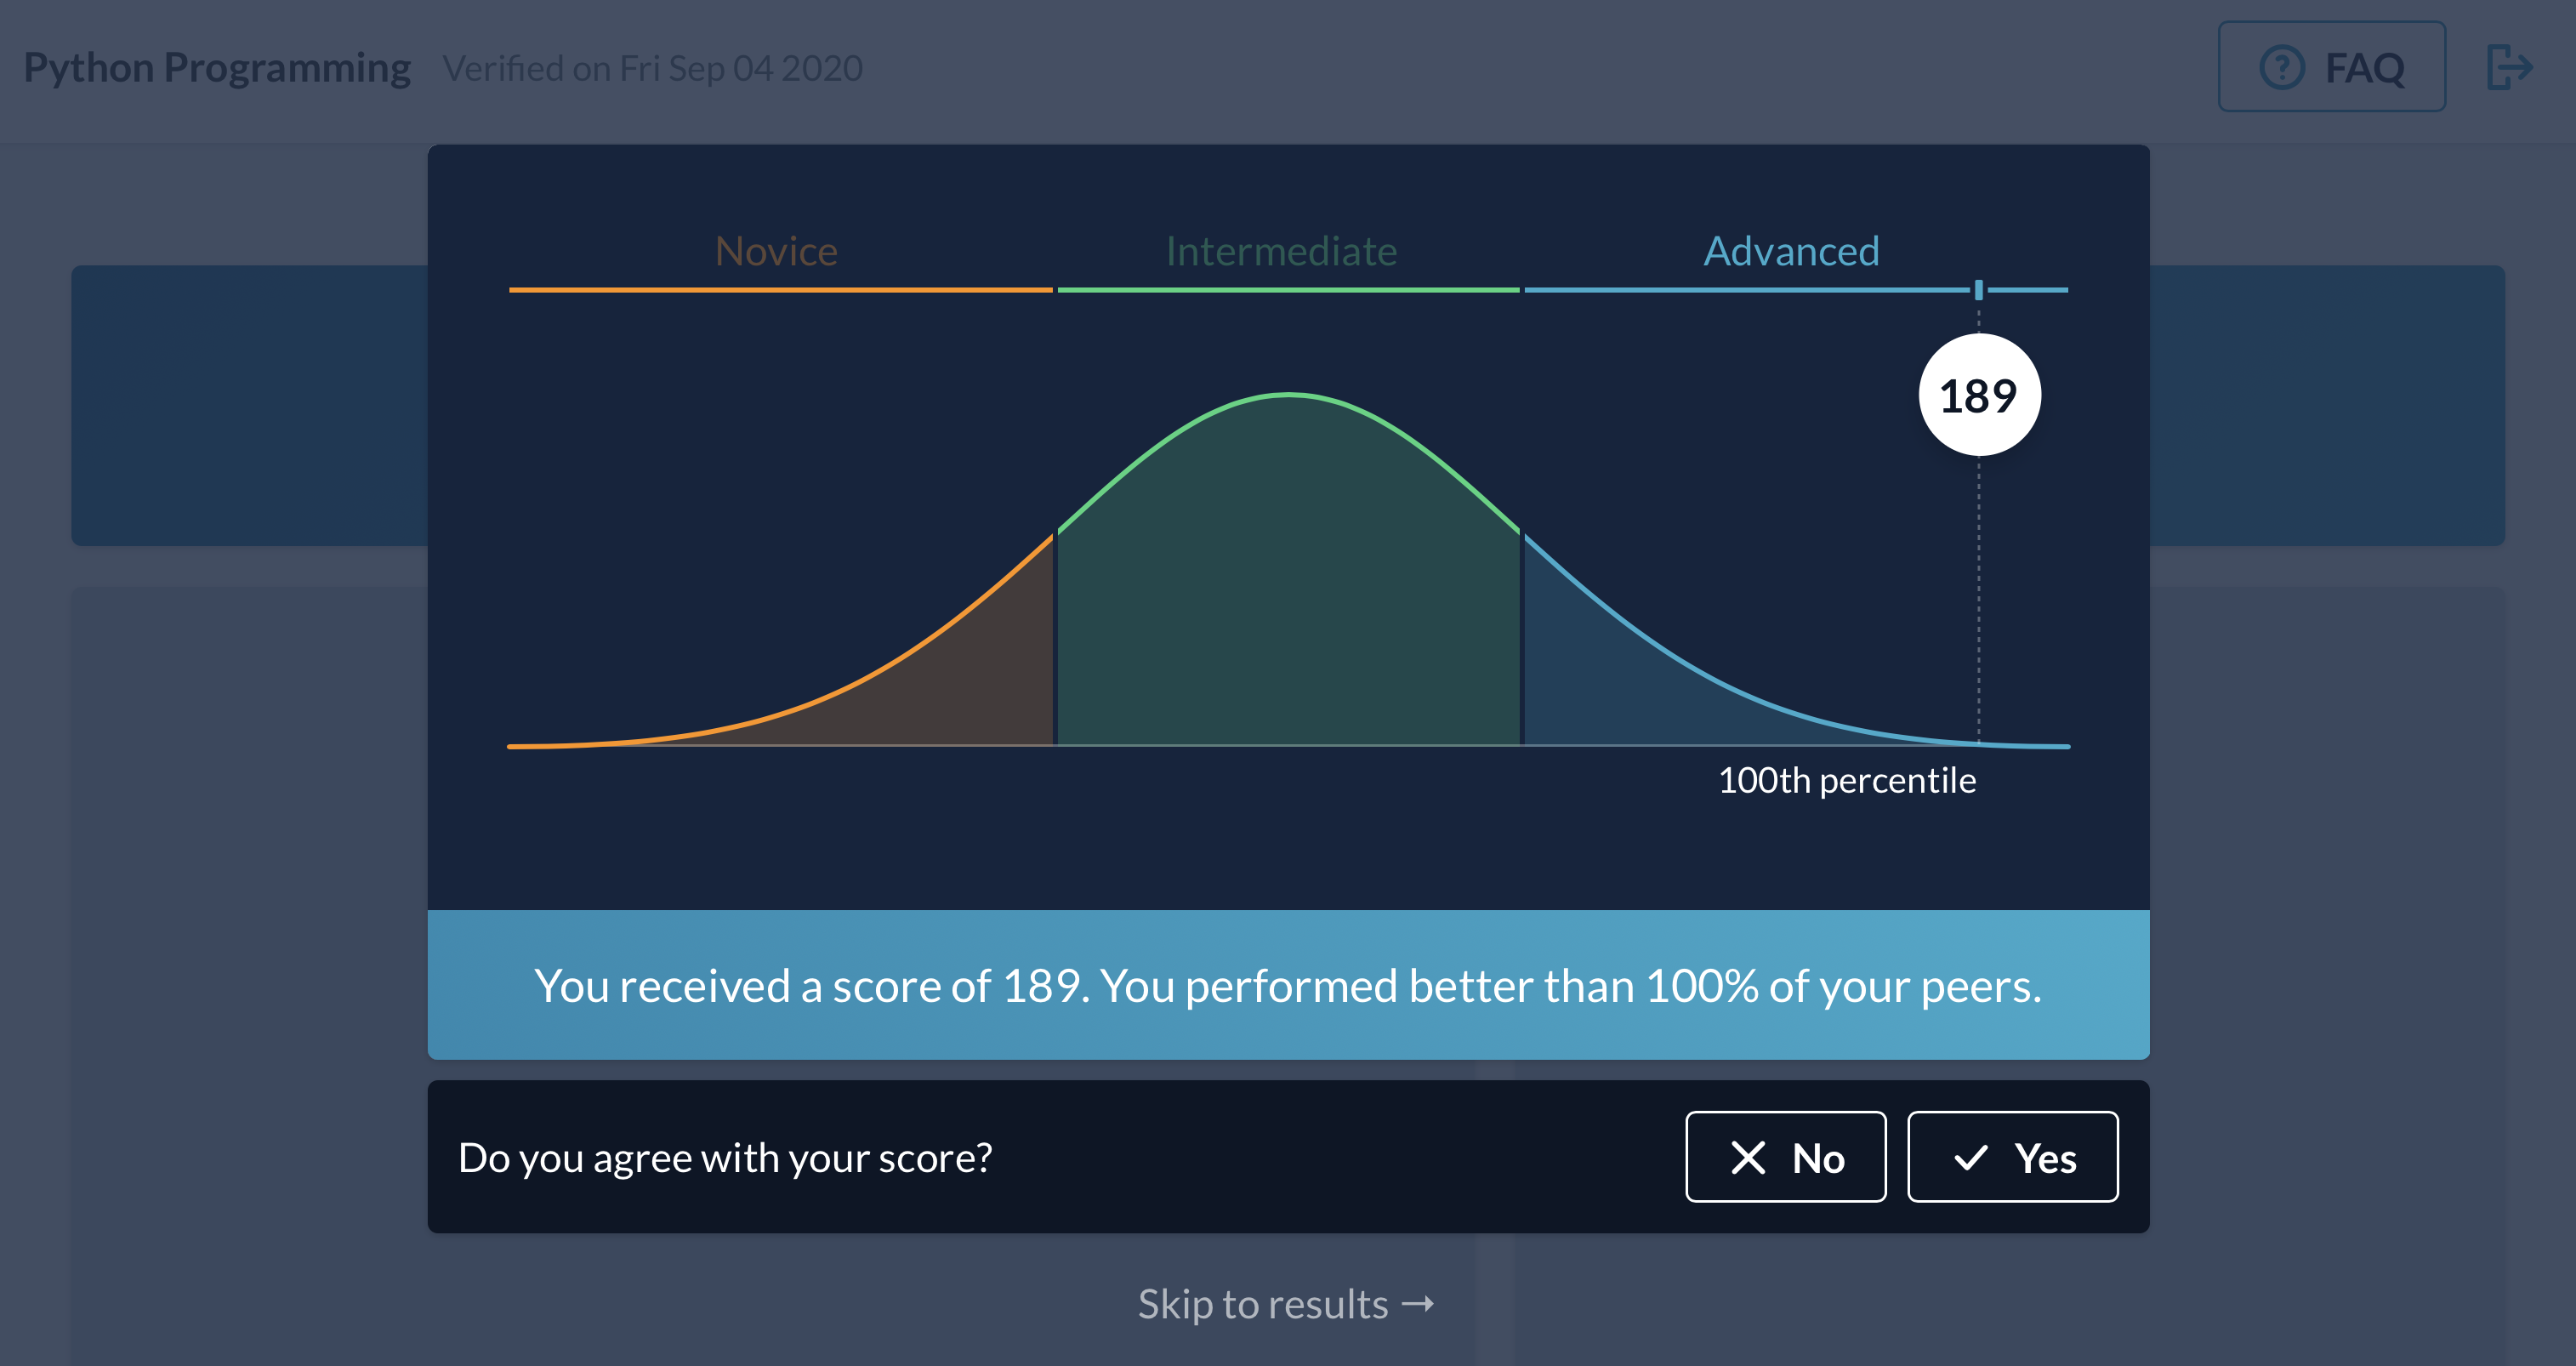 Python Programming Verified on Fri Sep 04 2020 FAQ
Novice Intermediate Advanced
189
100th percentile
You received a score of 189. You performed better than 100% of your peers.
Do you agree with your score? No Yes
Skip to results →